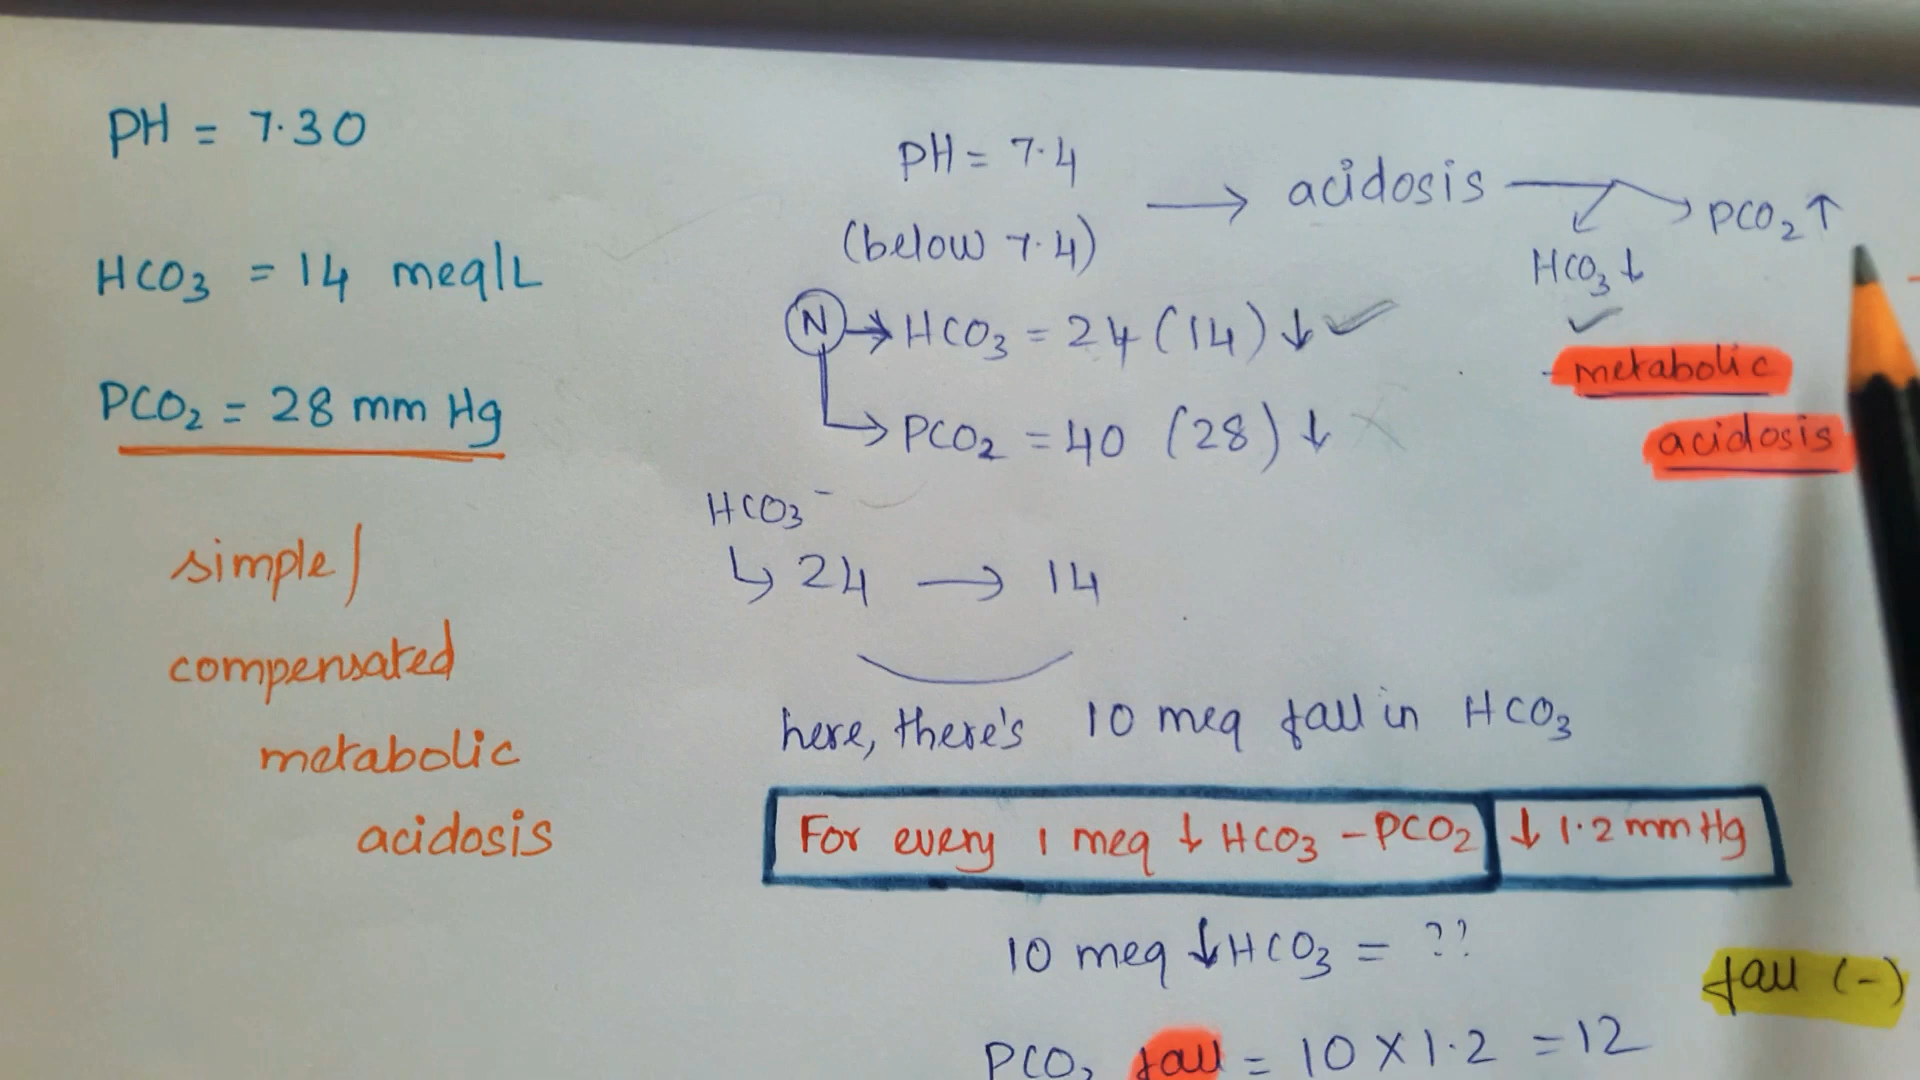 PH = 7.30
HCO3 = 14 meq/L
PCO2 = 28 mm Hg
simple/
compensated
metabolic
acidosis
PH = 7.4
(below 7.4)
→ acidosis
HCO3 ↓
PCO2 ↑
✓
metabolic
acidosis
N → HCO3 = 24 (14) ↓ ✓
→ PCO2 = 40 (28) ↓ ×
HCO3⁻
↳ 24 → 14
here, there's 10 meq fall in HCO3
For every 1 meq ↓ HCO3 - PCO2 ↓ 1.2 mm Hg
10 meq ↓ HCO3 = ??
fall (-)
PCO2 fall = 10 X 1.2 = 12